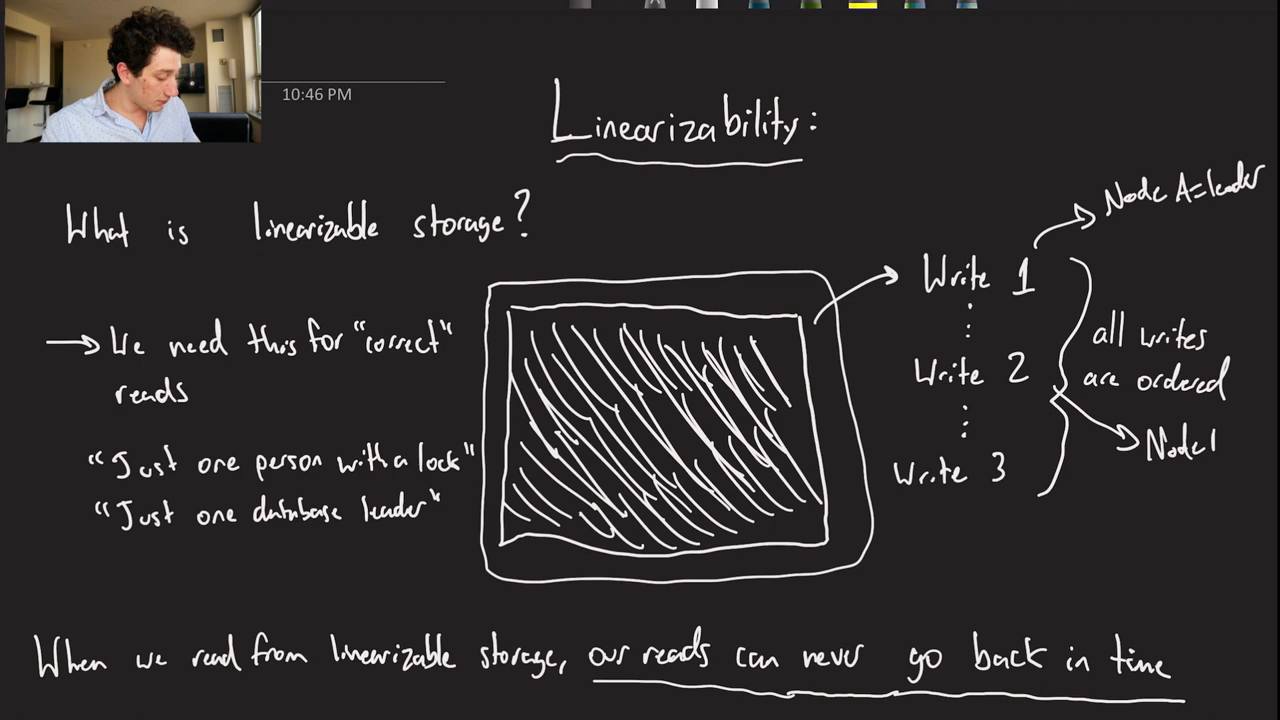 10:46 PM
Linearizability:
What is linearizable storage?
→ We need this for "correct"
reads
"Just one person with a lock"
"Just one database leader"
Node A=leader
Write 1
Write 2
Write 3
all writes
are ordered
Node1
When we read from linearizable storage, our reads can never go back in time